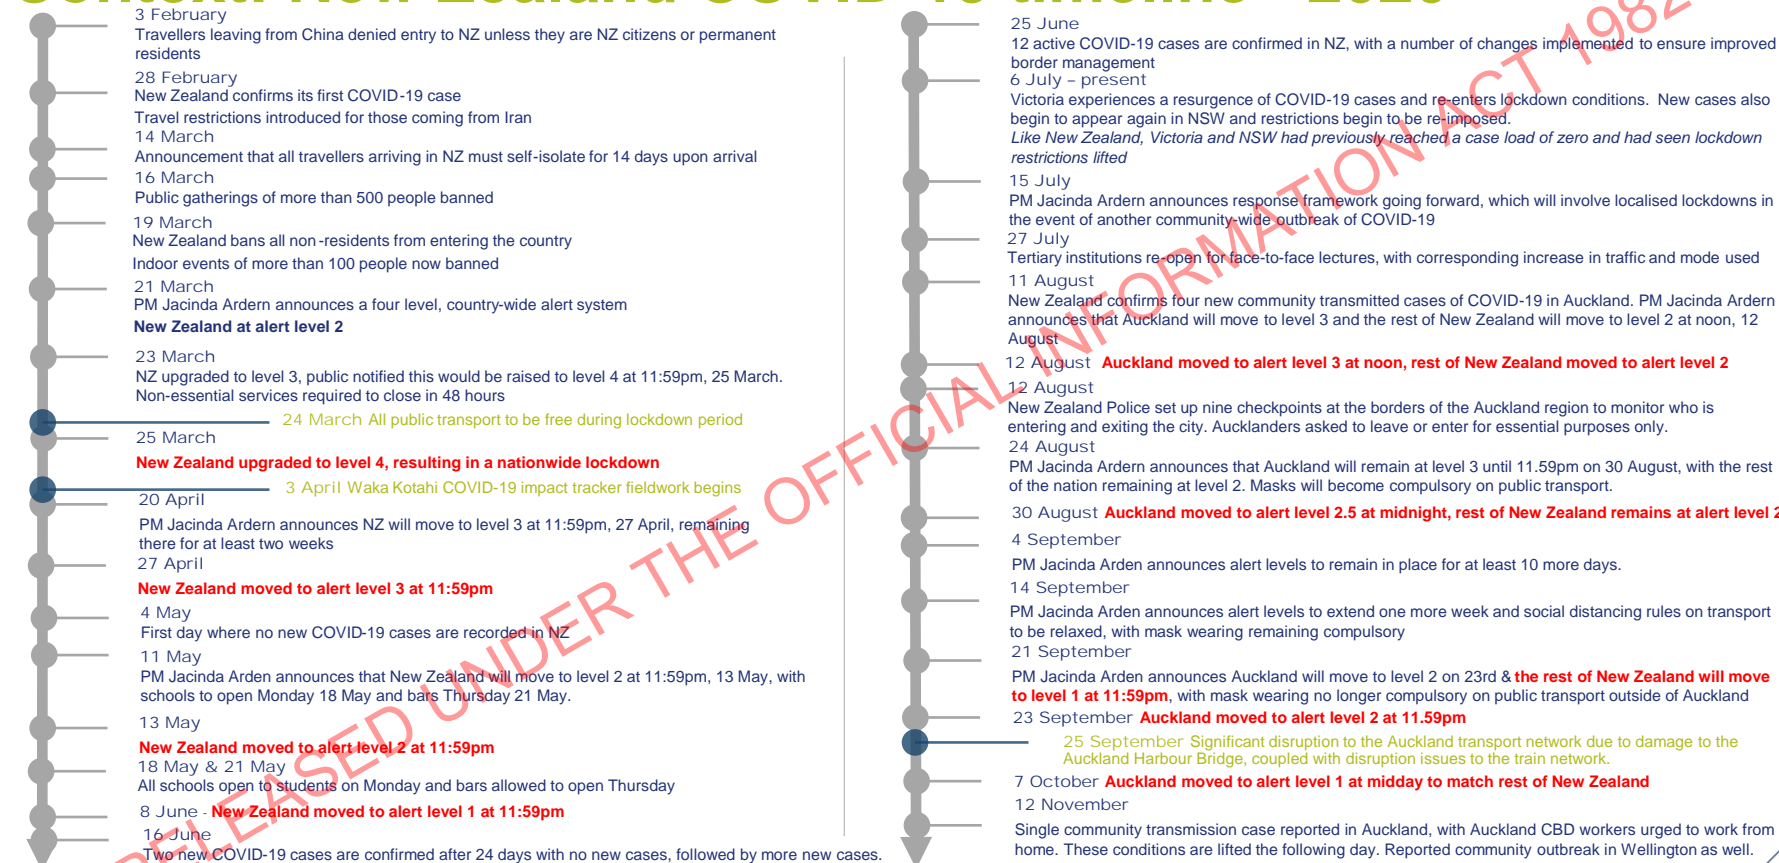 Context: New Zealand COVID-19 timeline - 2020
3 February
Travellers leaving from China denied entry to NZ unless they are NZ citizens or permanent
residents
28 February
New Zealand confirms its first COVID-19 case
Travel restrictions introduced for those coming from Iran
14 March
Announcement that all travellers arriving in NZ must self-isolate for 14 days upon arrival
16 March
Public gatherings of more than 500 people banned
19 March
New Zealand bans all non-residents from entering the country
Indoor events of more than 100 people now banned
21 March
PM Jacinda Ardern announces a four level, country-wide alert system
New Zealand at alert level 2
23 March
NZ upgraded to level 3, public notified this would be raised to level 4 at 11:59pm, 25 March.
Non-essential services required to close in 48 hours
24 March All public transport to be free during lockdown period
25 March
New Zealand upgraded to level 4, resulting in a nationwide lockdown
3 April Waka Kotahi COVID-19 impact tracker fieldwork begins
20 April
PM Jacinda Ardern announces NZ will move to level 3 at 11:59pm, 27 April, remaining
there for at least two weeks
27 April
New Zealand moved to alert level 3 at 11:59pm
4 May
First day where no new COVID-19 cases are recorded in NZ
11 May
PM Jacinda Arden announces that New Zealand will move to level 2 at 11:59pm, 13 May, with
schools to open Monday 18 May and bars Thursday 21 May.
13 May
New Zealand moved to alert level 2 at 11:59pm
18 May & 21 May
All schools open to students on Monday and bars allowed to open Thursday
8 June - New Zealand moved to alert level 1 at 11:59pm
16 June
Two new COVID-19 cases are confirmed after 24 days with no new cases, followed by more new cases.
25 June
12 active COVID-19 cases are confirmed in NZ, with a number of changes implemented to ensure improved
border management
6 July – present
Victoria experiences a resurgence of COVID-19 cases and re-enters lockdown conditions. New cases also
begin to appear again in NSW and restrictions begin to be re-imposed.
Like New Zealand, Victoria and NSW had previously reached a case load of zero and had seen lockdown
restrictions lifted
15 July
PM Jacinda Ardern announces response framework going forward, which will involve localised lockdowns in
the event of another community-wide outbreak of COVID-19
27 July
Tertiary institutions re-open for face-to-face lectures, with corresponding increase in traffic and mode used
11 August
New Zealand confirms four new community transmitted cases of COVID-19 in Auckland. PM Jacinda Ardern
announces that Auckland will move to level 3 and the rest of New Zealand will move to level 2 at noon, 12
August
12 August Auckland moved to alert level 3 at noon, rest of New Zealand moved to alert level 2
12 August
New Zealand Police set up nine checkpoints at the borders of the Auckland region to monitor who is
entering and exiting the city. Aucklanders asked to leave or enter for essential purposes only.
24 August
PM Jacinda Ardern announces that Auckland will remain at level 3 until 11.59pm on 30 August, with the rest
of the nation remaining at level 2. Masks will become compulsory on public transport.
30 August Auckland moved to alert level 2.5 at midnight, rest of New Zealand remains at alert level 2
4 September
PM Jacinda Arden announces alert levels to remain in place for at least 10 more days.
14 September
PM Jacinda Arden announces alert levels to extend one more week and social distancing rules on transport
to be relaxed, with mask wearing remaining compulsory
21 September
PM Jacinda Arden announces Auckland will move to level 2 on 23rd & the rest of New Zealand will move
to level 1 at 11:59pm, with mask wearing no longer compulsory on public transport outside of Auckland
23 September Auckland moved to alert level 2 at 11.59pm
25 September Significant disruption to the Auckland transport network due to damage to the
Auckland Harbour Bridge, coupled with disruption issues to the train network.
7 October Auckland moved to alert level 1 at midday to match rest of New Zealand
12 November
Single community transmission case reported in Auckland, with Auckland CBD workers urged to work from
home. These conditions are lifted the following day. Reported community outbreak in Wellington as well.
RELEASED UNDER THE OFFICIAL INFORMATION ACT 1982